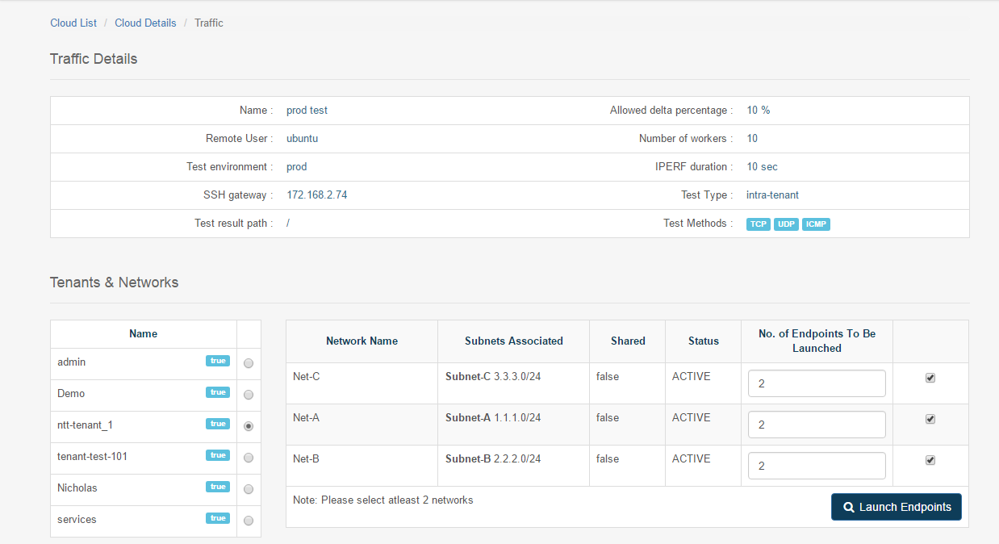 Cloud List / Cloud Details / Traffic
Traffic Details
Name : prod test Allowed delta percentage : 10 %
Remote User : ubuntu Number of workers : 10
Test environment : prod IPERF duration : 10 sec
SSH gateway : 172.168.2.74 Test Type : intra-tenant
Test result path : / Test Methods : TCP UDP ICMP
Tenants & Networks
Name
admin true
Demo true
ntt-tenant_1 true
tenant-test-101 true
Nicholas true
services true
Network Name Subnets Associated Shared Status No. of Endpoints To Be
Launched
Net-C Subnet-C 3.3.3.0/24 false ACTIVE 2
Net-A Subnet-A 1.1.1.0/24 false ACTIVE 2
Net-B Subnet-B 2.2.2.0/24 false ACTIVE 2
Note: Please select atleast 2 networks
Launch Endpoints